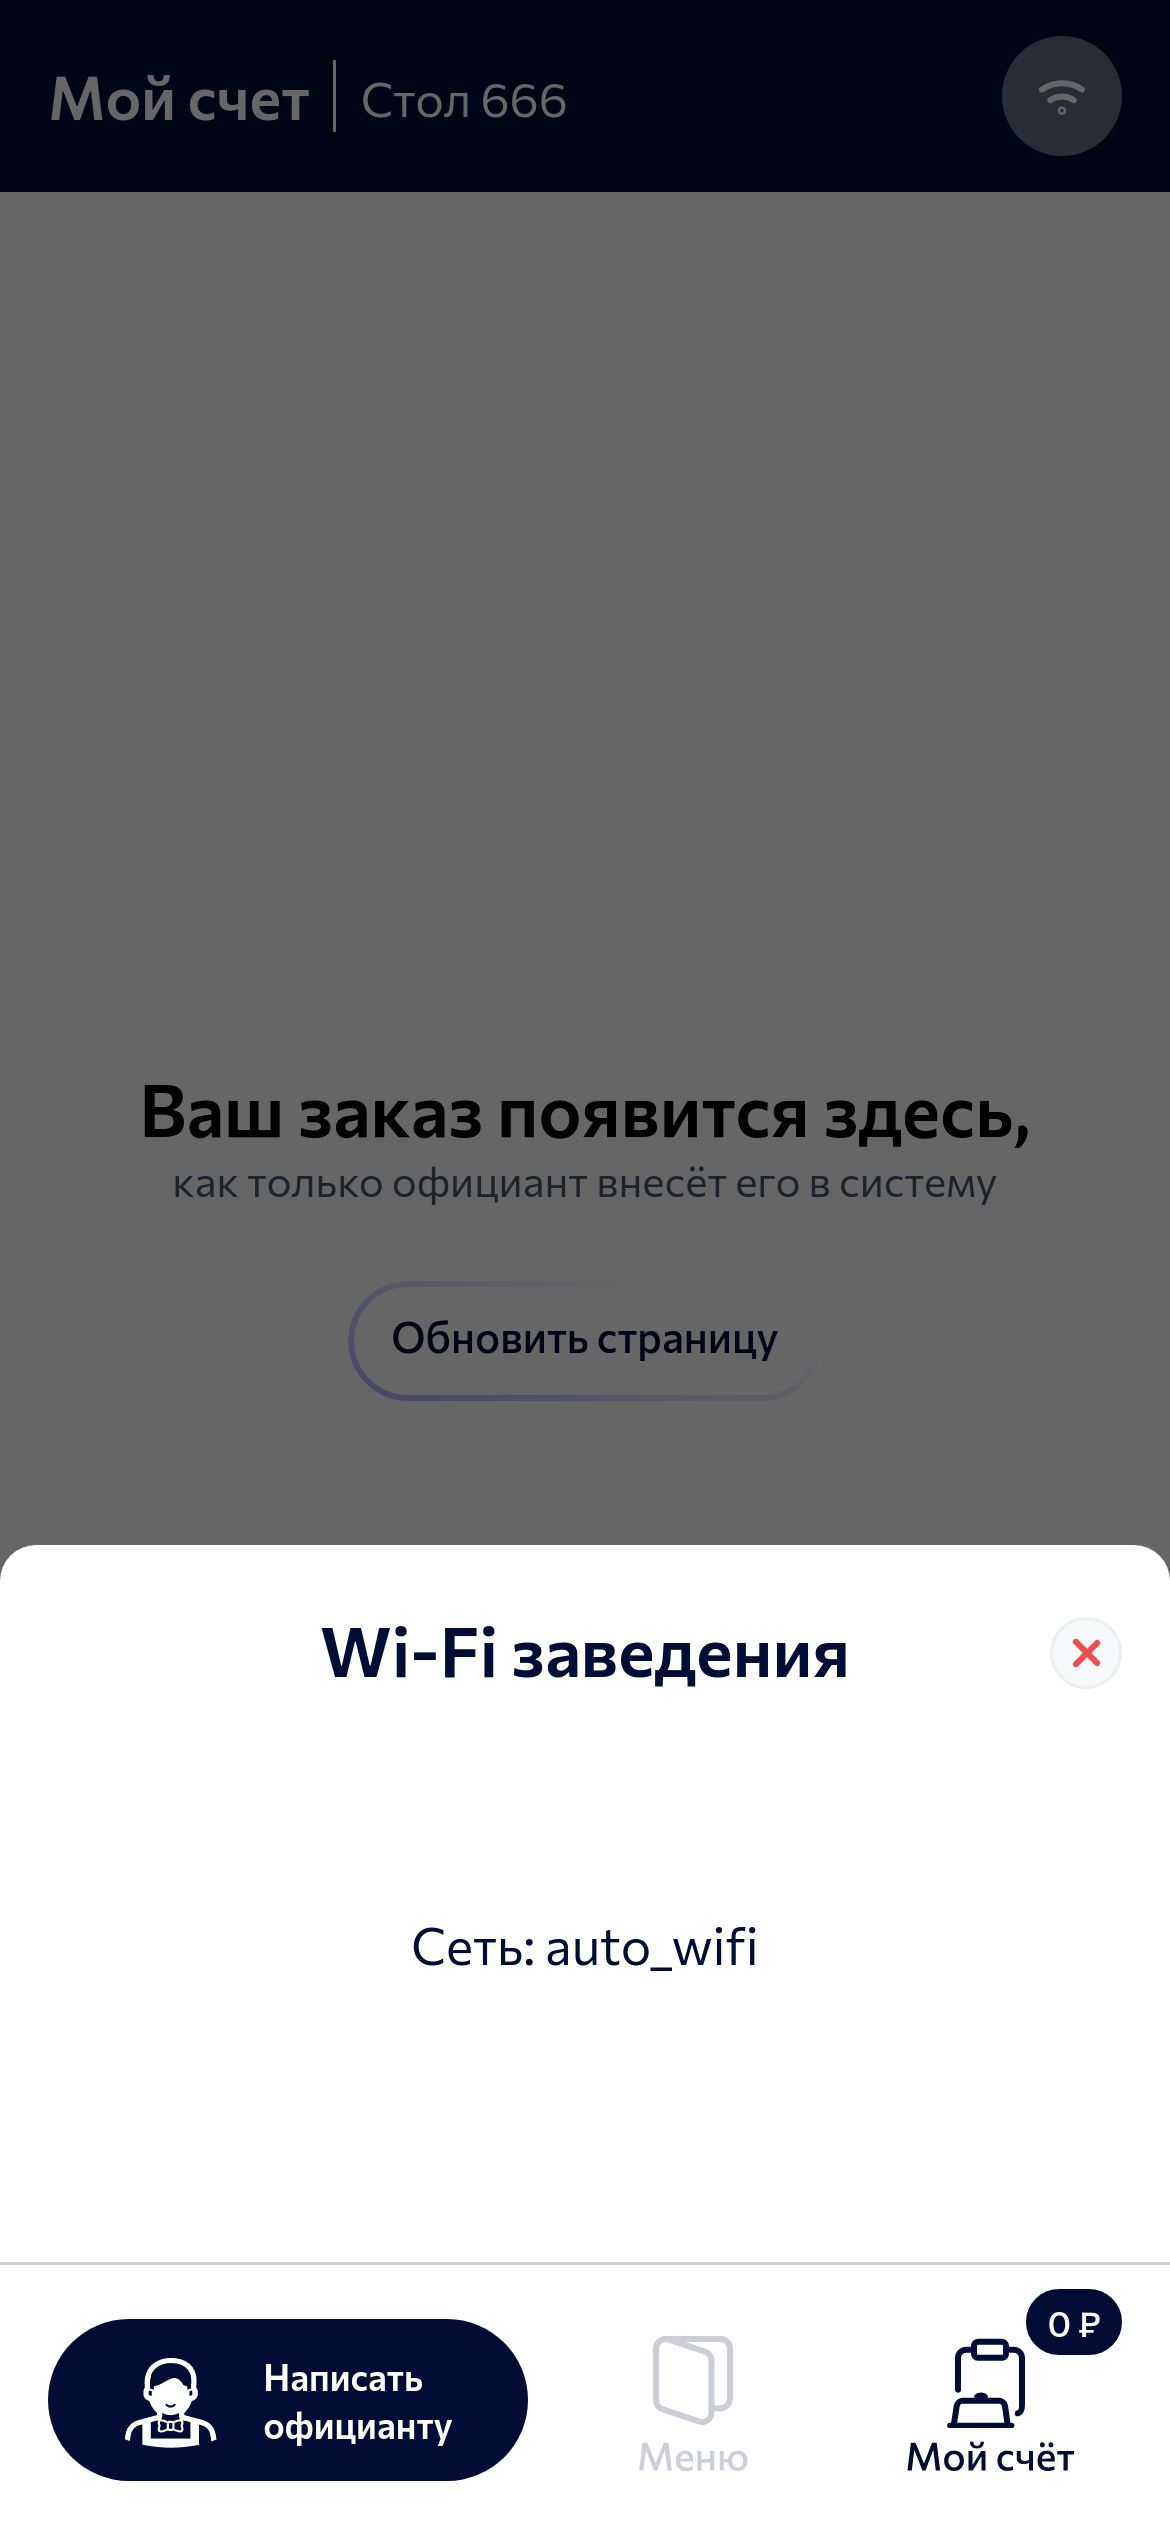 Мой счет
Стол 666
Ваш заказ появится здесь,
как только официант внесёт его в систему
Обновить страницу
Wi-Fi заведения
Сеть: auto_wifi
Написать
официанту
Меню
0 ₽
Мой счёт